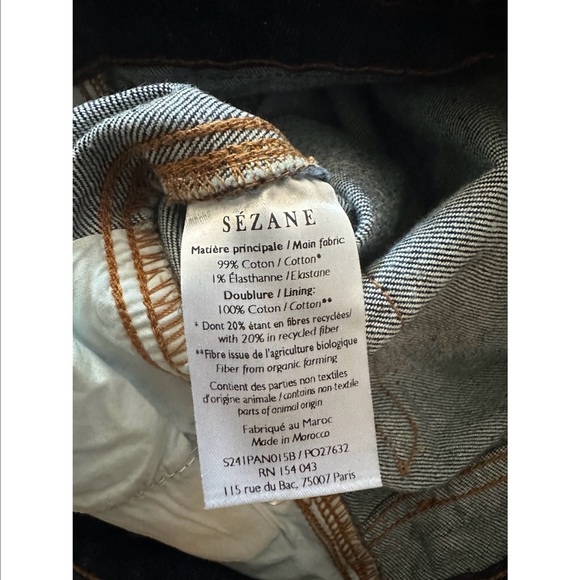 SÉZANE
Matière principale / Main fabric
99% Coton / Cotton*
1% Élasthanne / Elastane
Doublure / Lining:
100% Coton / Cotton**
* Dont 20% étant en fibres recyclées/
with 20% in recycled fiber
**Fibre issue de l'agriculture biologique
Fiber from organic farming
Contient des parties non textiles
d'origine animale / contains non-textile
parts of animal origin
Fabriqué au Maroc
Made in Morocco
S241PAN015B / PO27632
RN 154 043
115 rue du Bac, 75007 Paris